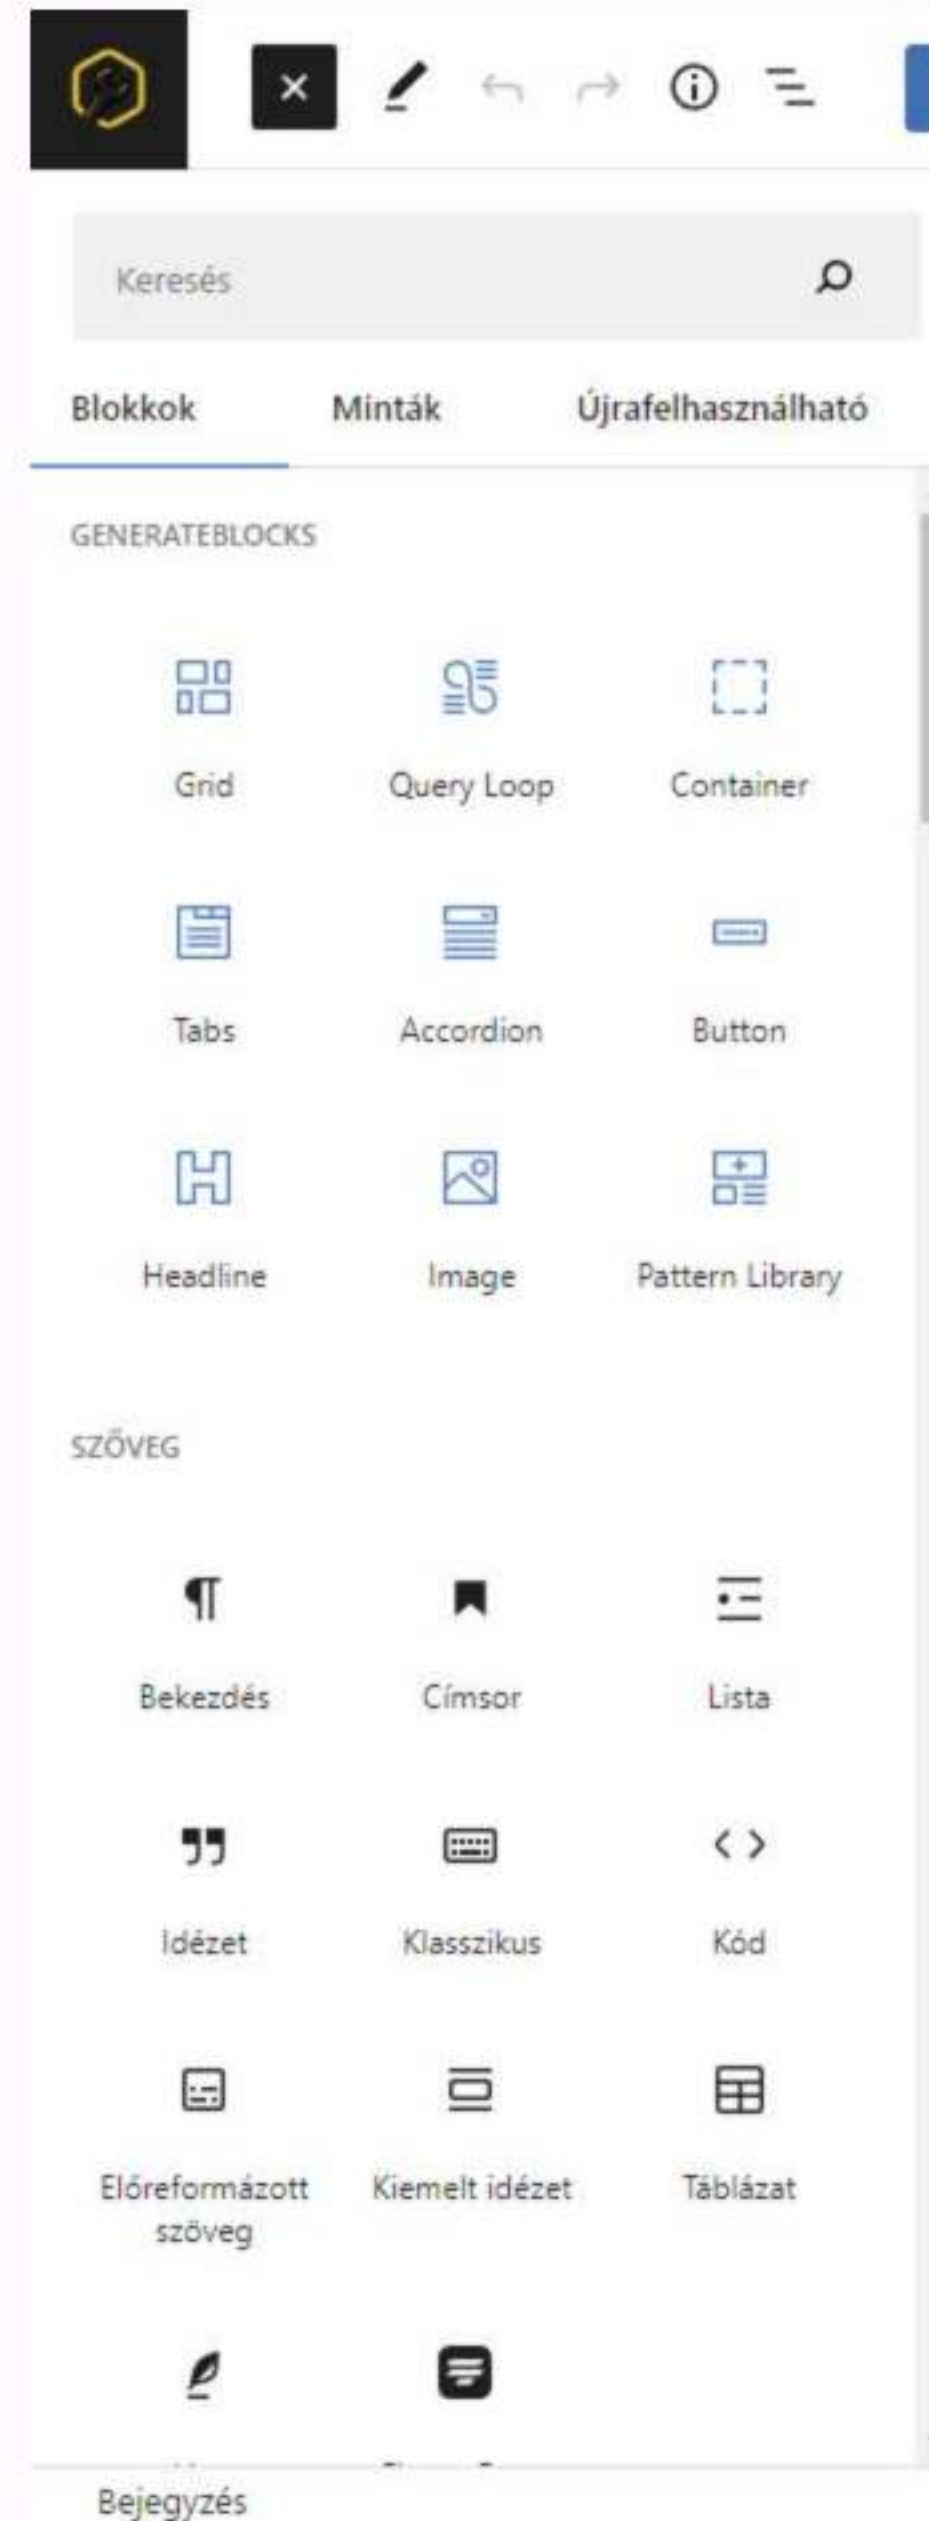 Keresés
Blokkok Minták Újrafelhasználható
GENERATEBLOCKS
Grid Query Loop Container
Tabs Accordion Button
Headline Image Pattern Library
SZÖVEG
Bekezdés Címsor Lista
Idézet Klasszikus Kód
Előreformázott Kiemelt idézet Táblázat
szöveg
Bejegyzés